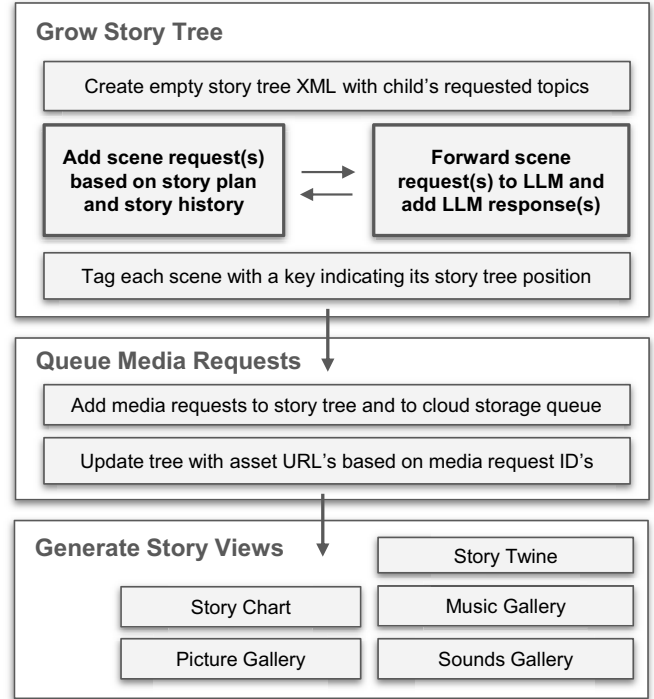 Grow Story Tree
Create empty story tree XML with child's requested topics
Add scene request(s)
based on story plan
and story history
Forward scene
request(s) to LLM and
add LLM response(s)
Tag each scene with a key indicating its story tree position
Queue Media Requests
Add media requests to story tree and to cloud storage queue
Update tree with asset URL's based on media request ID's
Generate Story Views
Story Twine
Story Chart
Music Gallery
Picture Gallery
Sounds Gallery